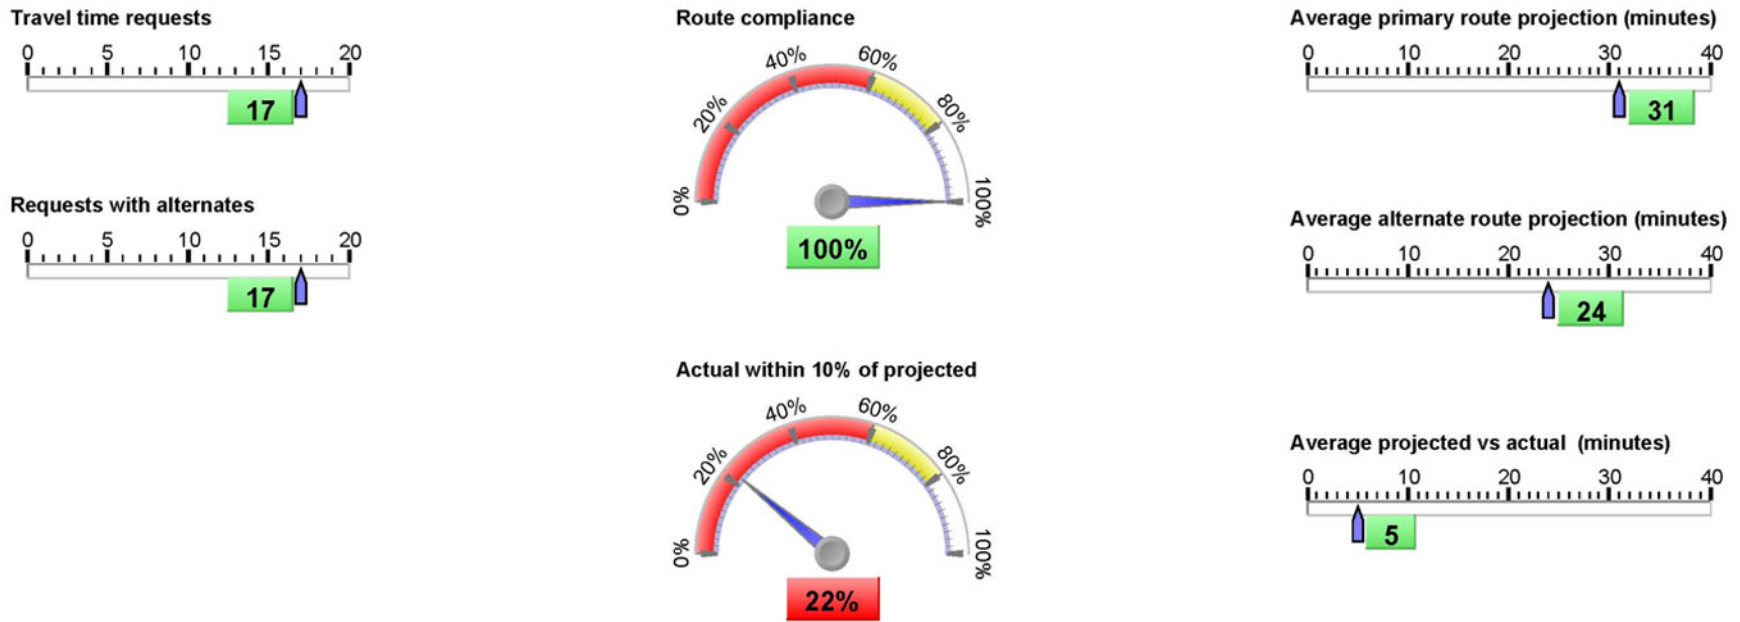 Travel time requests
0 5 10 15 20
17
Requests with alternates
0 5 10 15 20
17
Route compliance
0% 20% 40% 60% 80% 100%
100%
Actual within 10% of projected
0% 20% 40% 60% 80% 100%
22%
Average primary route projection (minutes)
0 10 20 30 40
31
Average alternate route projection (minutes)
0 10 20 30 40
24
Average projected vs actual (minutes)
0 10 20 30 40
5